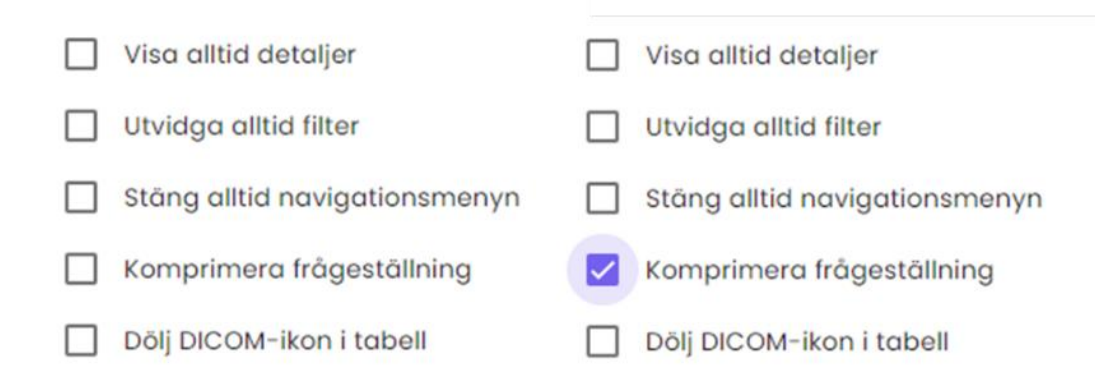 Visa alltid detaljer
Utvidga alltid filter
Stäng alltid navigationsmenyn
Komprimera frågeställning
Dölj DICOM-ikon i tabell
Visa alltid detaljer
Utvidga alltid filter
Stäng alltid navigationsmenyn
Komprimera frågeställning
Dölj DICOM-ikon i tabell